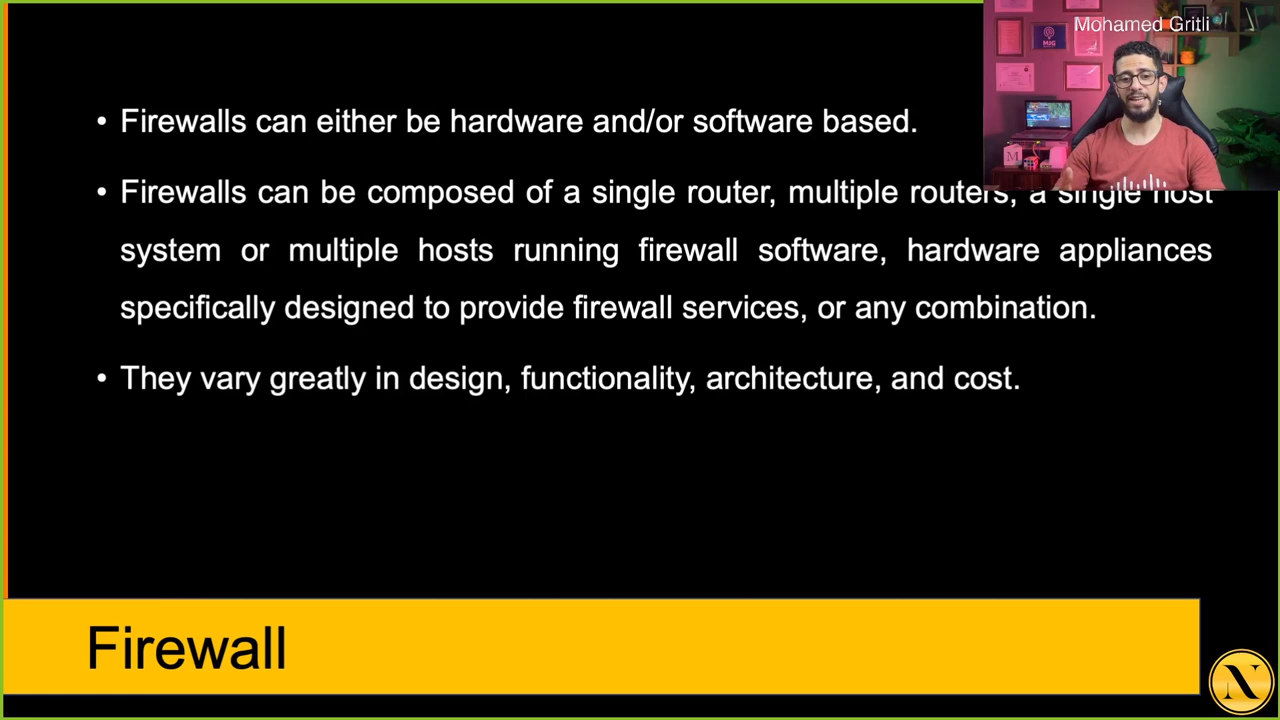 Mohamed Gritli
• Firewalls can either be hardware and/or software based.
• Firewalls can be composed of a single router, multiple routers, a single host
system or multiple hosts running firewall software, hardware appliances
specifically designed to provide firewall services, or any combination.
• They vary greatly in design, functionality, architecture, and cost.
Firewall
N